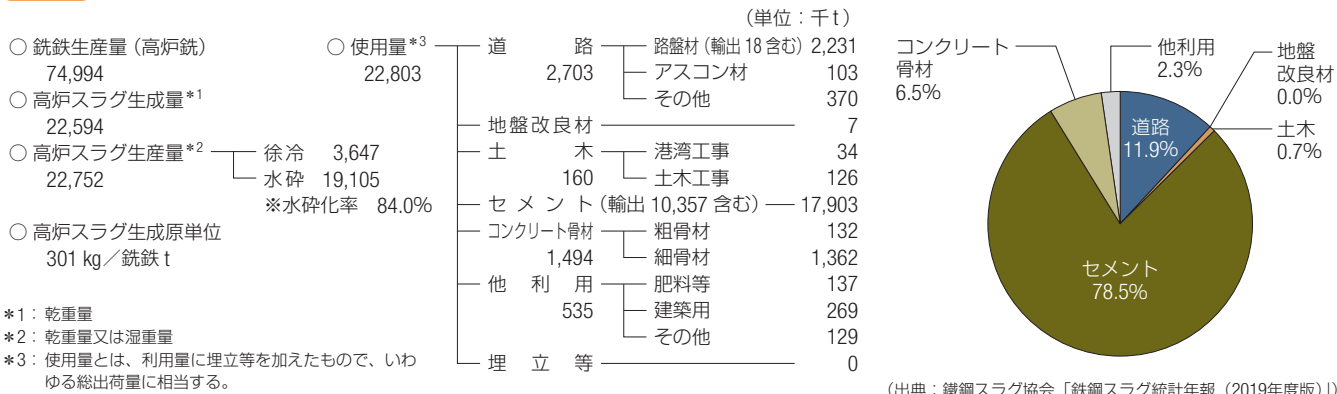 (単位:千t)
○ 銑鉄生産量(高炉銑)
74,994
○ 高炉スラグ生成量*1
22,594
○ 高炉スラグ生産量*2
22,752
徐冷 3,647
水砕 19,105
※水砕化率 84.0%
○ 高炉スラグ生成原単位
301 kg/銑鉄 t
*1: 乾重量
*2: 乾重量又は湿重量
*3: 使用量とは、利用量に埋立等を加えたもので、いわ
ゆる総出荷量に相当する。
○ 使用量*3
22,803
道路
2,703
路盤材(輸出 18 含む) 2,231
アスコン材 103
その他 370
地盤改良材 7
土木
160
港湾工事 34
土木工事 126
セメント(輸出 10,357 含む) 17,903
コンクリート骨材
1,494
粗骨材 132
細骨材 1,362
他利用
535
肥料等 137
建築用 269
その他 129
埋立等 0
コンクリート
骨材
6.5%
他利用
2.3%
地盤
改良材
0.0%
道路
11.9%
土木
0.7%
セメント
78.5%
(出典:鐵鋼スラグ協会「鉄鋼スラグ統計年報(2019年度版)」)